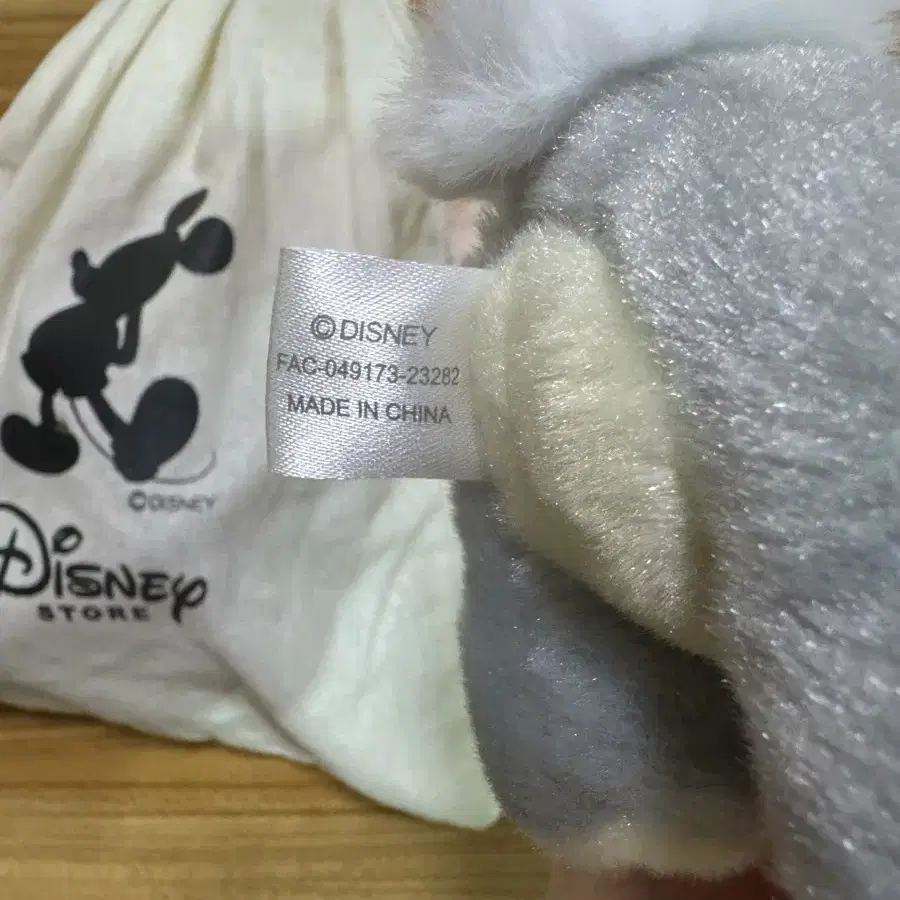 © DISNEY
FAC-049173-23282
MADE IN CHINA
© DISNEY
DISNEY
STORE